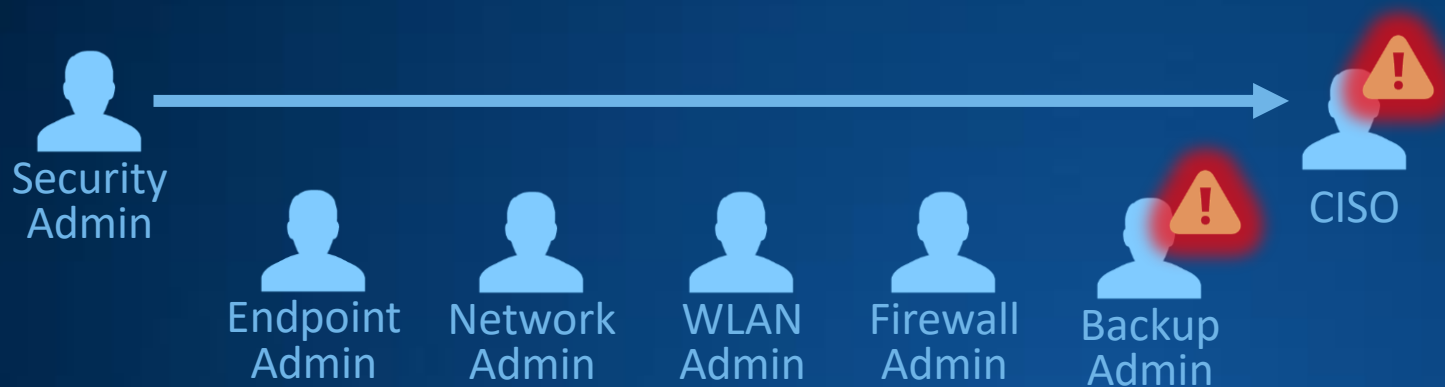 Security
Admin
CISO
Endpoint
Admin
Network
Admin
WLAN
Admin
Firewall
Admin
Backup
Admin
!
!